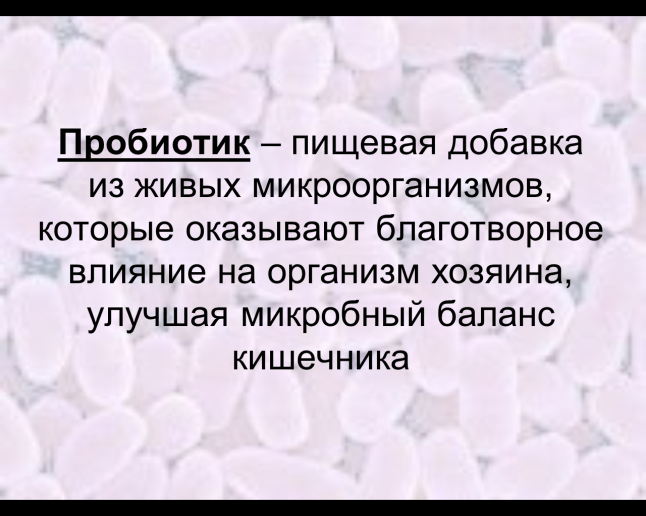 Пробиотик – пищевая добавка
из живых микроорганизмов,
которые оказывают благотворное
влияние на организм хозяина,
улучшая микробный баланс
кишечника